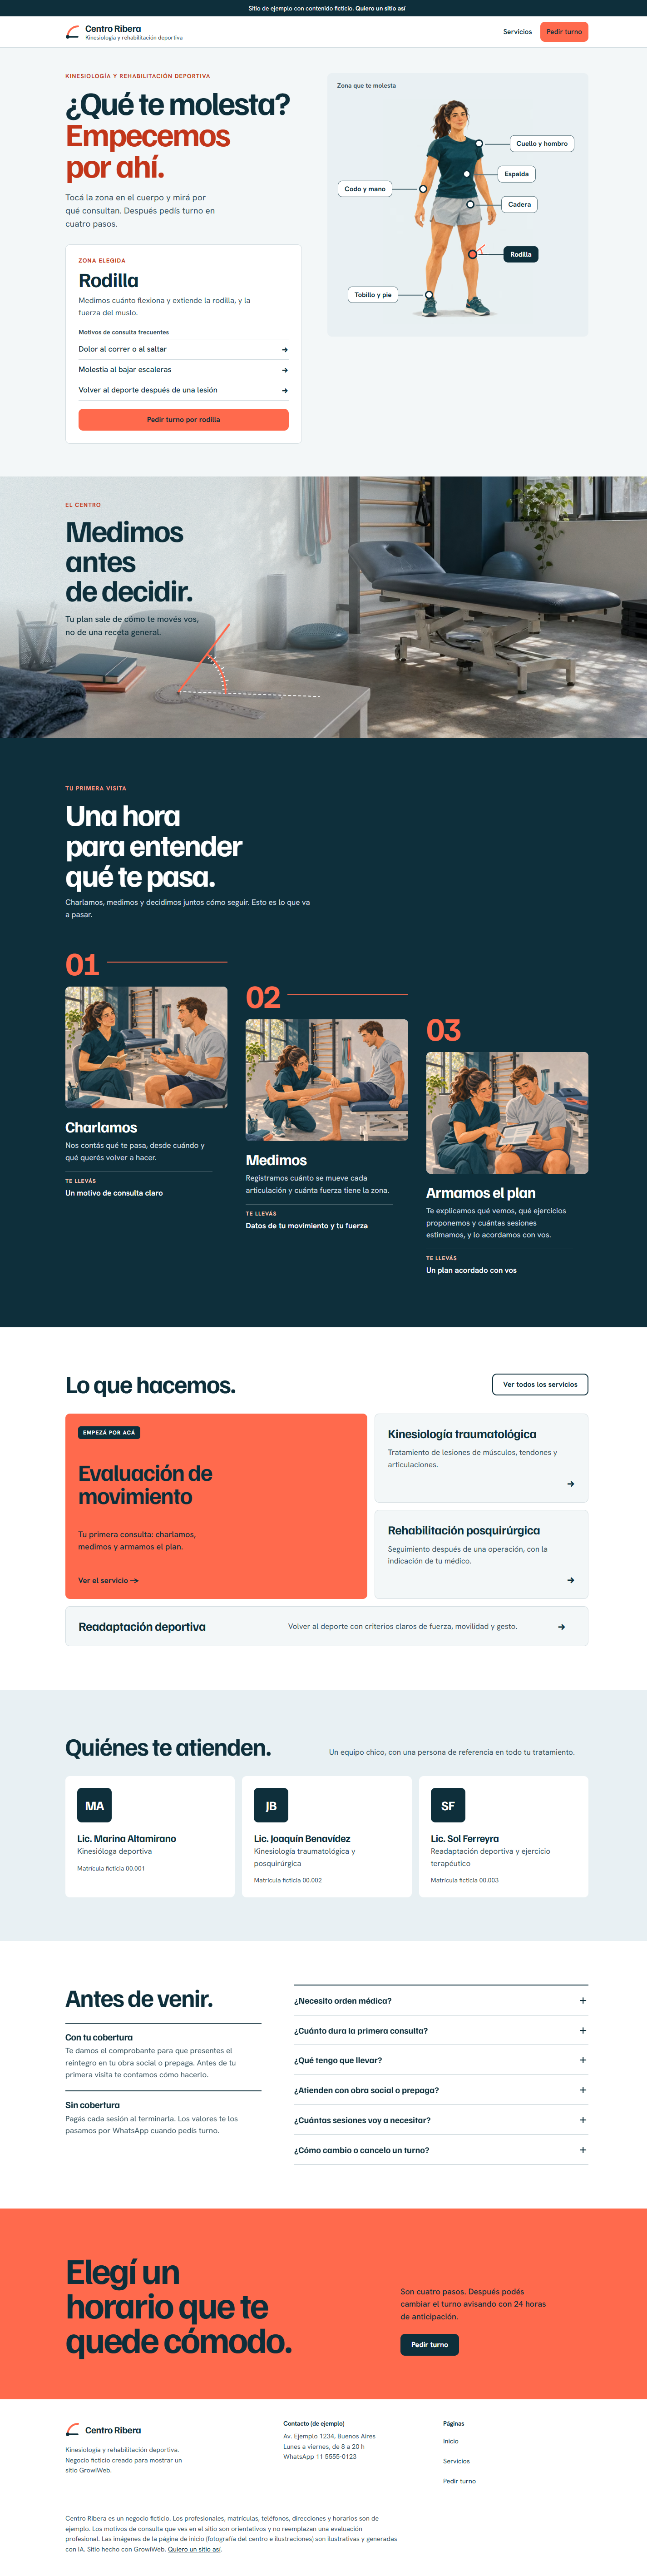 Sitio de ejemplo con contenido ficticio. Quiero un sitio así
Centro Ribera
Kinesiología y rehabilitación deportiva
Servicios
Pedir turno
KINESIOLOGÍA Y REHABILITACIÓN DEPORTIVA
¿Qué te molesta?
Empecemos
por ahí.
Tocá la zona en el cuerpo y mirá por
qué consultan. Después pedís turno en
cuatro pasos.
ZONA ELEGIDA
Rodilla
Medimos cuánto flexiona y extiende la rodilla, y la
fuerza del muslo.
Motivos de consulta frecuentes
Dolor al correr o al saltar
Molestia al bajar escaleras
Volver al deporte después de una lesión
Pedir turno por rodilla
Zona que te molesta
Cuello y hombro
Espalda
Codo y mano
Cadera
Rodilla
Tobillo y pie
EL CENTRO
Medimos
antes
de decidir.
Tu plan sale de cómo te movés vos,
no de una receta general.
TU PRIMERA VISITA
Una hora
para entender
qué te pasa.
Charlamos, medimos y decidimos juntos cómo seguir. Esto es lo que va
a pasar.
01
Charlamos
Nos contás qué te pasa, desde cuándo y
qué querés volver a hacer.
TE LLEVÁS
Un motivo de consulta claro
02
Medimos
Registramos cuánto se mueve cada
articulación y cuánta fuerza tiene la zona.
TE LLEVÁS
Datos de tu movimiento y tu fuerza
03
Armamos el plan
Te explicamos qué vemos, qué ejercicios
proponemos y cuántas sesiones
estimamos, y lo acordamos con vos.
TE LLEVÁS
Un plan acordado con vos
Lo que hacemos.
Ver todos los servicios
EMPEZÁ POR ACÁ
Evaluación de
movimiento
Tu primera consulta: charlamos,
medimos y armamos el plan.
Ver el servicio
Kinesiología traumatológica
Tratamiento de lesiones de músculos, tendones y
articulaciones.
Rehabilitación posquirúrgica
Seguimiento después de una operación, con la
indicación de tu médico.
Readaptación deportiva
Volver al deporte con criterios claros de fuerza, movilidad y gesto.
Quiénes te atienden.
Un equipo chico, con una persona de referencia en todo tu tratamiento.
MA
Lic. Marina Altamirano
Kinesióloga deportiva
Matrícula ficticia 00.001
JB
Lic. Joaquín Benavídez
Kinesiología traumatológica y
posquirúrgica
Matrícula ficticia 00.002
SF
Lic. Sol Ferreyra
Readaptación deportiva y ejercicio
terapéutico
Matrícula ficticia 00.003
Antes de venir.
Con tu cobertura
Te damos el comprobante para que presentes el
reintegro en tu obra social o prepaga. Antes de tu
primera visita te contamos cómo hacerlo.
Sin cobertura
Pagás cada sesión al terminarla. Los valores te los
pasamos por WhatsApp cuando pedís turno.
¿Necesito orden médica?
¿Cuánto dura la primera consulta?
¿Qué tengo que llevar?
¿Atienden con obra social o prepaga?
¿Cuántas sesiones voy a necesitar?
¿Cómo cambio o cancelo un turno?
Elegí un
horario que te
quede cómodo.
Son cuatro pasos. Después podés
cambiar el turno avisando con 24 horas
de anticipación.
Pedir turno
Centro Ribera
Kinesiología y rehabilitación deportiva.
Negocio ficticio creado para mostrar un
sitio GrowiWeb.
Contacto (de ejemplo)
Av. Ejemplo 1234, Buenos Aires
Lunes a viernes, de 8 a 20 h
WhatsApp 11 5555-0123
Páginas
Inicio
Servicios
Pedir turno
Centro Ribera es un negocio ficticio. Los profesionales, matrículas, teléfonos, direcciones y horarios son de
ejemplo. Los motivos de consulta que ves en el sitio son orientativos y no reemplazan una evaluación
profesional. Las imágenes de la página de inicio (fotografía del centro e ilustraciones) son ilustrativas y generadas
con IA. Sitio hecho con GrowiWeb. Quiero un sitio así.